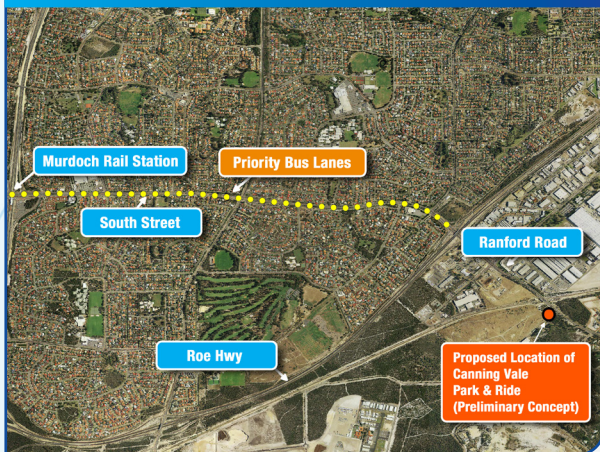 Murdoch Rail Station
Priority Bus Lanes
South Street
Ranford Road
Roe Hwy
Proposed Location of
Canning Vale
Park & Ride
(Preliminary Concept)